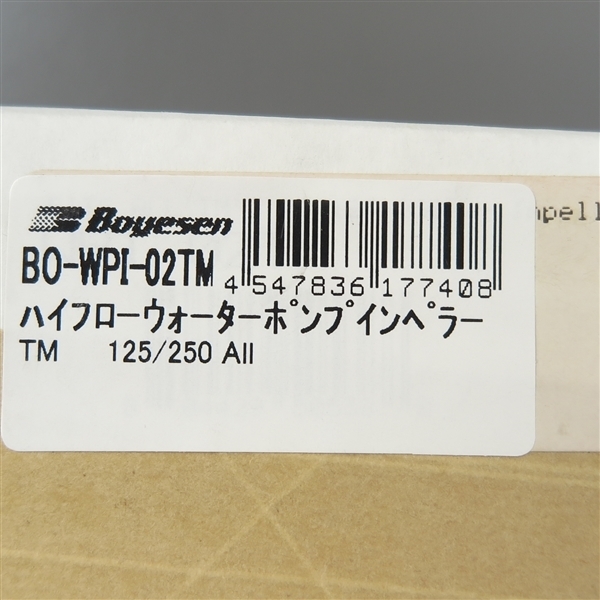 Boyesen
BO-WPI-02TM
4 547836 177408
ハイフローウォーターポンプインペラー
TM 125/250 All